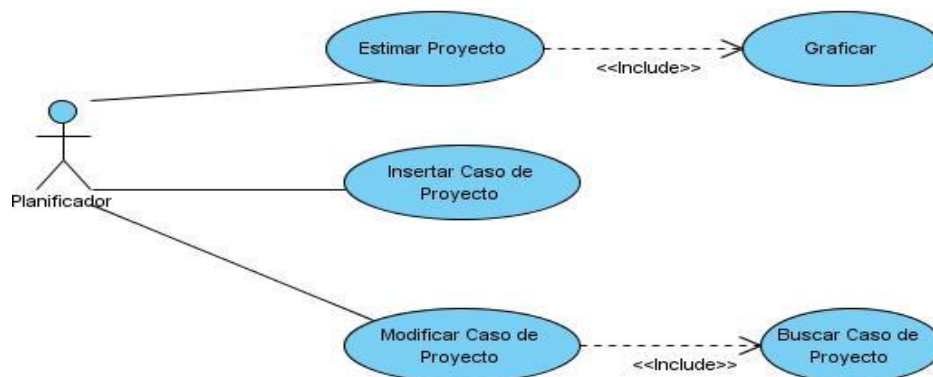 Estimar Proyecto
Graficar
<<Include>>
Insertar Caso de
Proyecto
Planificador
Modificar Caso de
Proyecto
Buscar Caso de
Proyecto
<<Include>>